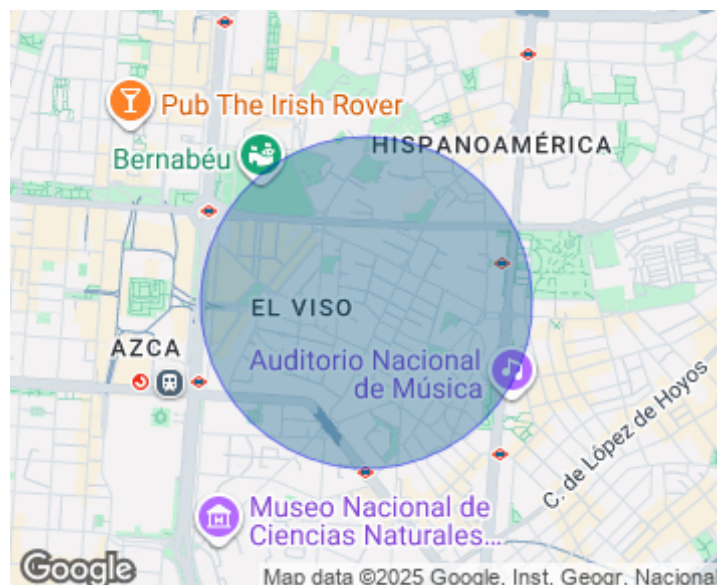 Pub The Irish Rover
HISPANOAMÉRICA
Bernabéu
EL VISO
AZCA
Auditorio Nacional
de Música
C. de López de Hoyos
Museo Nacional de
Ciencias Naturales...
Google
Map data ©2025 Google, Inst. Geogr. Nacional